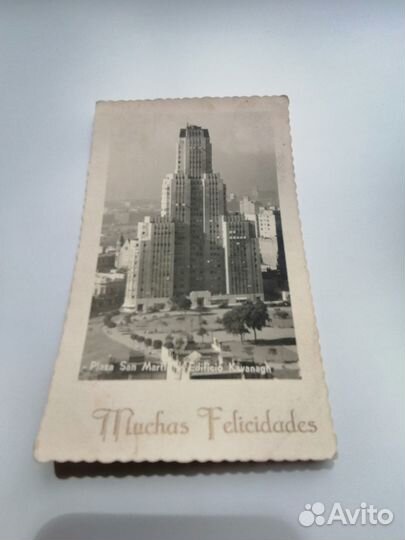 Plaza San Martín y Edificio Kavanagh
Muchas Felicidades
Avito